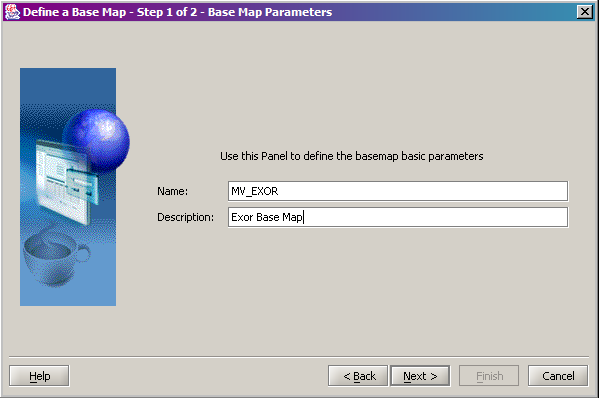 Define a Base Map - Step 1 of 2 - Base Map Parameters
Use this Panel to define the basemap basic parameters
Name: MV_EXOR
Description: Exor Base Map
Help < Back Next > Finish Cancel